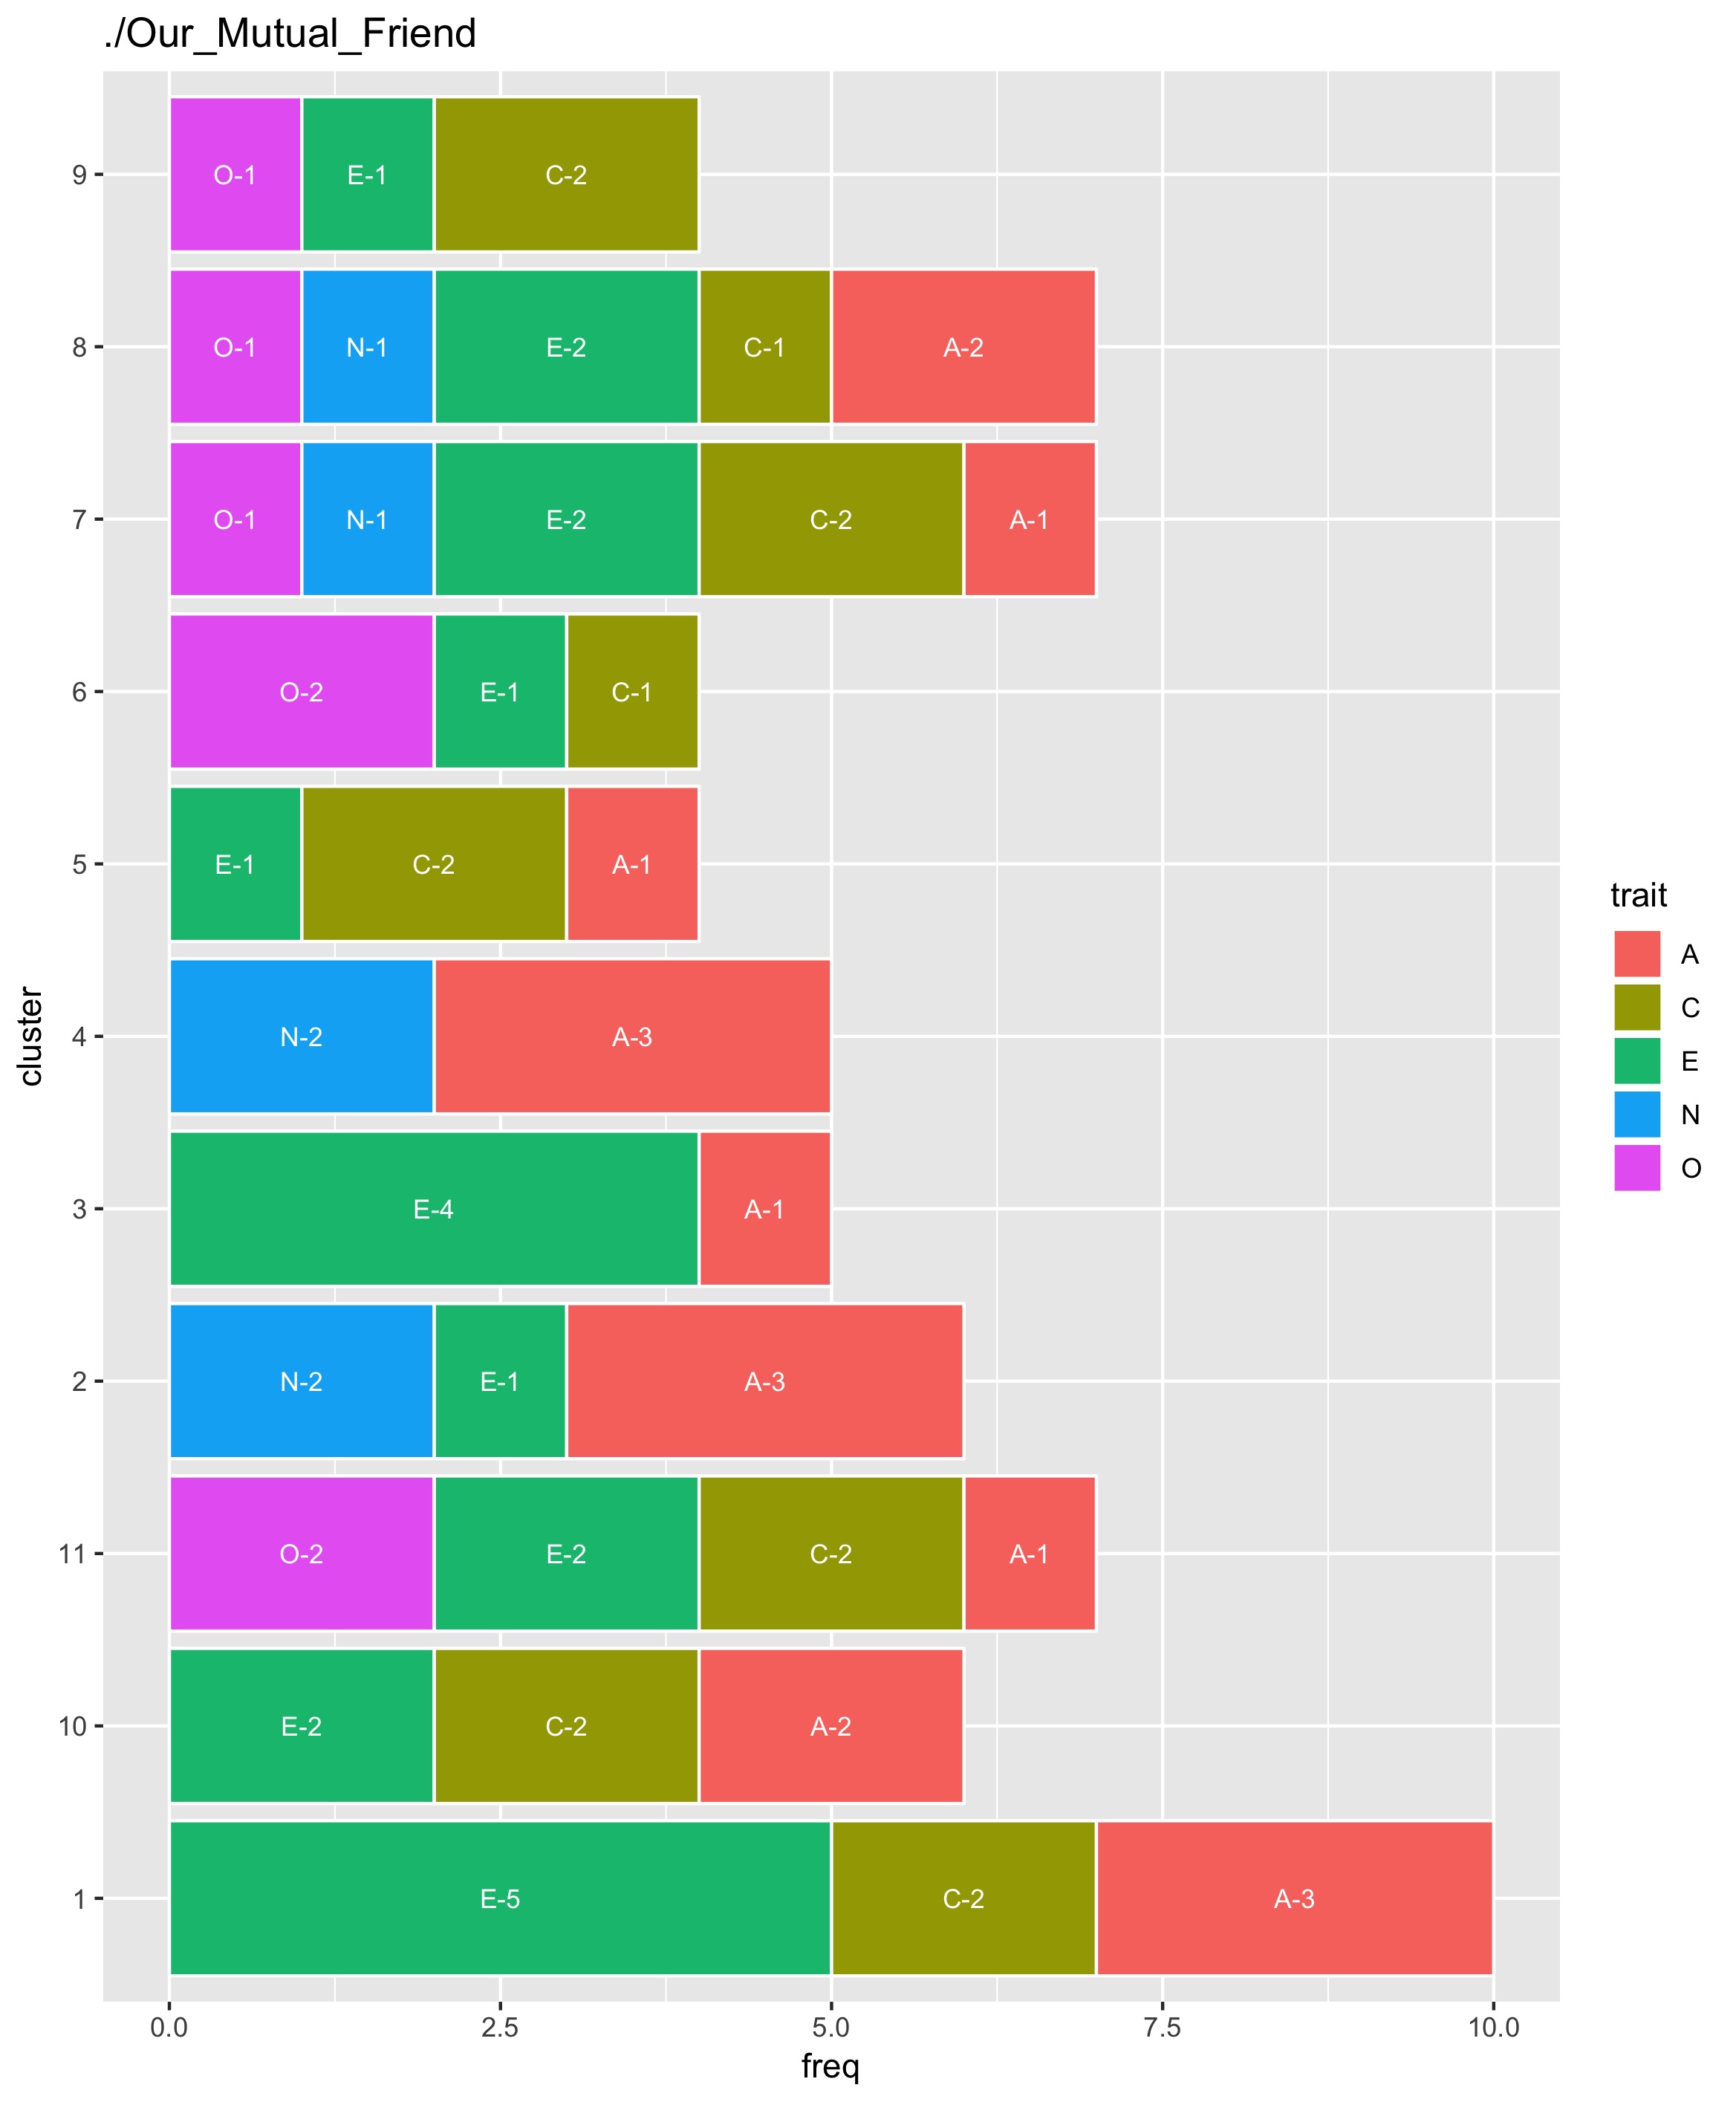 ./Our_Mutual_Friend
9
O-1 E-1 C-2
8
O-1 N-1 E-2 C-1 A-2
7
O-1 N-1 E-2 C-2 A-1
6
O-2 E-1 C-1
5
E-1 C-2 A-1
4
N-2 A-3
3
E-4 A-1
2
N-2 E-1 A-3
11
O-2 E-2 C-2 A-1
10
E-2 C-2 A-2
1
E-5 C-2 A-3
cluster
0.0 2.5 5.0 7.5 10.0
freq
trait
A
C
E
N
O